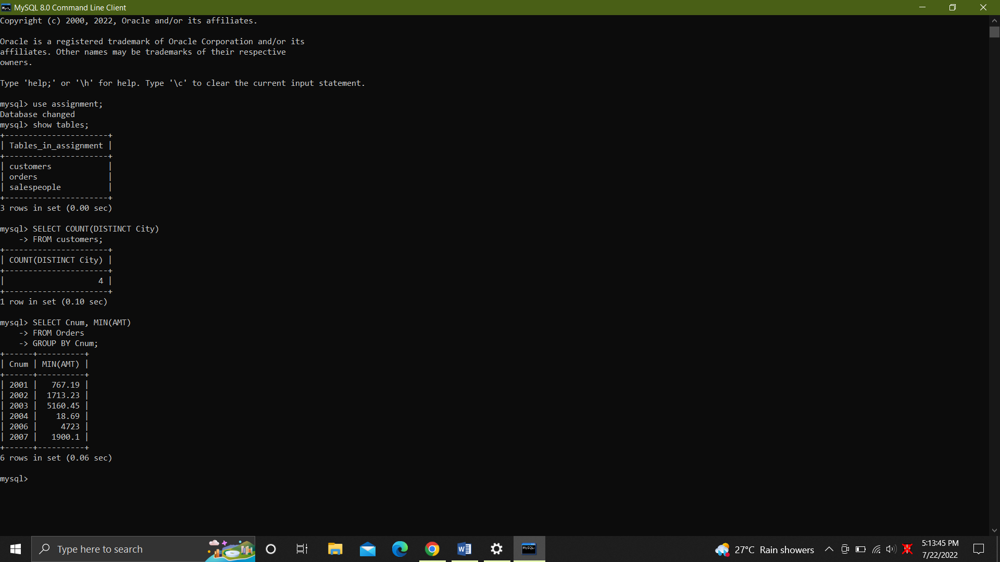 MySQL 8.0 Command Line Client
Copyright (c) 2000, 2022, Oracle and/or its affiliates.
Oracle is a registered trademark of Oracle Corporation and/or its
affiliates. Other names may be trademarks of their respective
owners.
Type 'help;' or '\h' for help. Type '\c' to clear the current input statement.
mysql> use assignment;
Database changed
mysql> show tables;
+----------------------+
| Tables_in_assignment |
+----------------------+
| customers            |
| orders               |
| salespeople          |
+----------------------+
3 rows in set (0.00 sec)
mysql> SELECT COUNT(DISTINCT City)
    -> FROM customers;
+----------------------+
| COUNT(DISTINCT City) |
+----------------------+
|                    4 |
+----------------------+
1 row in set (0.10 sec)
mysql> SELECT Cnum, MIN(AMT)
    -> FROM Orders
    -> GROUP BY Cnum;
+------+----------+
| Cnum | MIN(AMT) |
+------+----------+
| 2001 |   767.19 |
| 2002 |  1713.23 |
| 2003 |  5160.45 |
| 2004 |    18.69 |
| 2006 |     4723 |
| 2007 |   1900.1 |
+------+----------+
6 rows in set (0.06 sec)
mysql>
Type here to search
27°C Rain showers
5:13:45 PM
7/22/2022